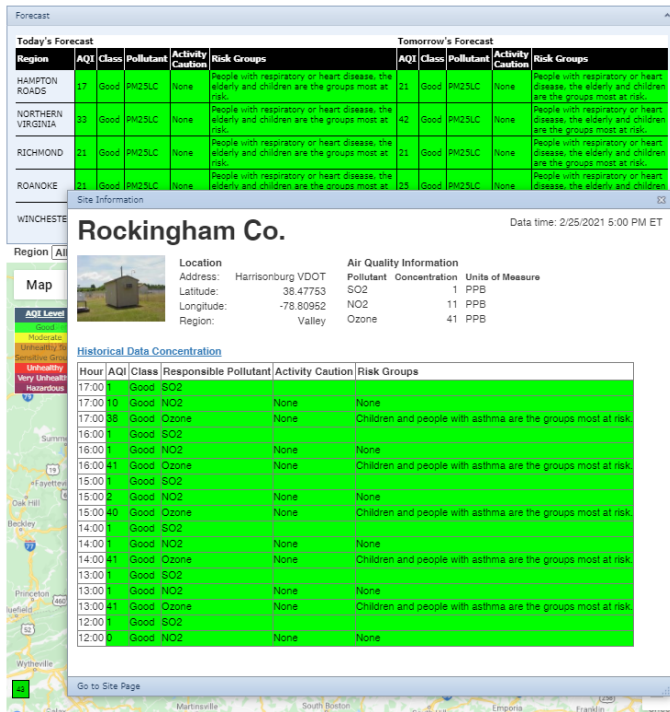 Forecast
Today's Forecast Tomorrow's Forecast
Region AQI Class Pollutant Activity Caution Risk Groups AQI Class Pollutant Activity Caution Risk Groups
HAMPTON ROADS 17 Good PM25LC None People with respiratory or heart disease, the elderly and children are the groups most at risk. 21 Good PM25LC None People with respiratory or heart disease, the elderly and children are the groups most at risk.
NORTHERN VIRGINIA 33 Good PM25LC None People with respiratory or heart disease, the elderly and children are the groups most at risk. 42 Good PM25LC None People with respiratory or heart disease, the elderly and children are the groups most at risk.
RICHMOND 21 Good PM25LC None People with respiratory or heart disease, the elderly and children are the groups most at risk. 21 Good PM25LC None People with respiratory or heart disease, the elderly and children are the groups most at risk.
ROANOKE 21 Good PM25LC None People with respiratory or heart disease, the elderly and children are the groups most at 25 Good PM25LC None People with respiratory or heart disease, the elderly and children
WINCHESTE
Region All
Map
AQI Level
Good
Moderate
Unhealthy
Very Unhealth
Hazardous
Site Information
Rockingham Co.
Data time: 2/25/2021 5:00 PM ET
Location
Address: Harrisonburg VDOT
Latitude: 38.47753
Longitude: -78.80952
Region: Valley
Air Quality Information
Pollutant Concentration Units of Measure
SO2 1 PPB
NO2 11 PPB
Ozone 41 PPB
Historical Data Concentration
Hour AQI Class Responsible Pollutant Activity Caution Risk Groups
17:00 1 Good SO2
17:00 10 Good NO2 None None
17:00 38 Good Ozone None Children and people with asthma are the groups most at risk.
16:00 1 Good SO2
16:00 1 Good NO2 None None
16:00 41 Good Ozone None Children and people with asthma are the groups most at risk.
15:00 1 Good SO2
15:00 2 Good NO2 None None
15:00 40 Good Ozone None Children and people with asthma are the groups most at risk.
14:00 1 Good SO2
14:00 1 Good NO2 None None
14:00 41 Good Ozone None Children and people with asthma are the groups most at risk.
13:00 1 Good SO2
13:00 1 Good NO2 None None
13:00 41 Good Ozone None Children and people with asthma are the groups most at risk.
12:00 1 Good SO2
12:00 0 Good NO2 None None
Go to Site Page
79
Summe
19
Fayettevi
Oak Hill
Beckley
77
Princeton
460
uefield
52
Wytheville
43
Martinsville
South Boston
Emporia
Franklin